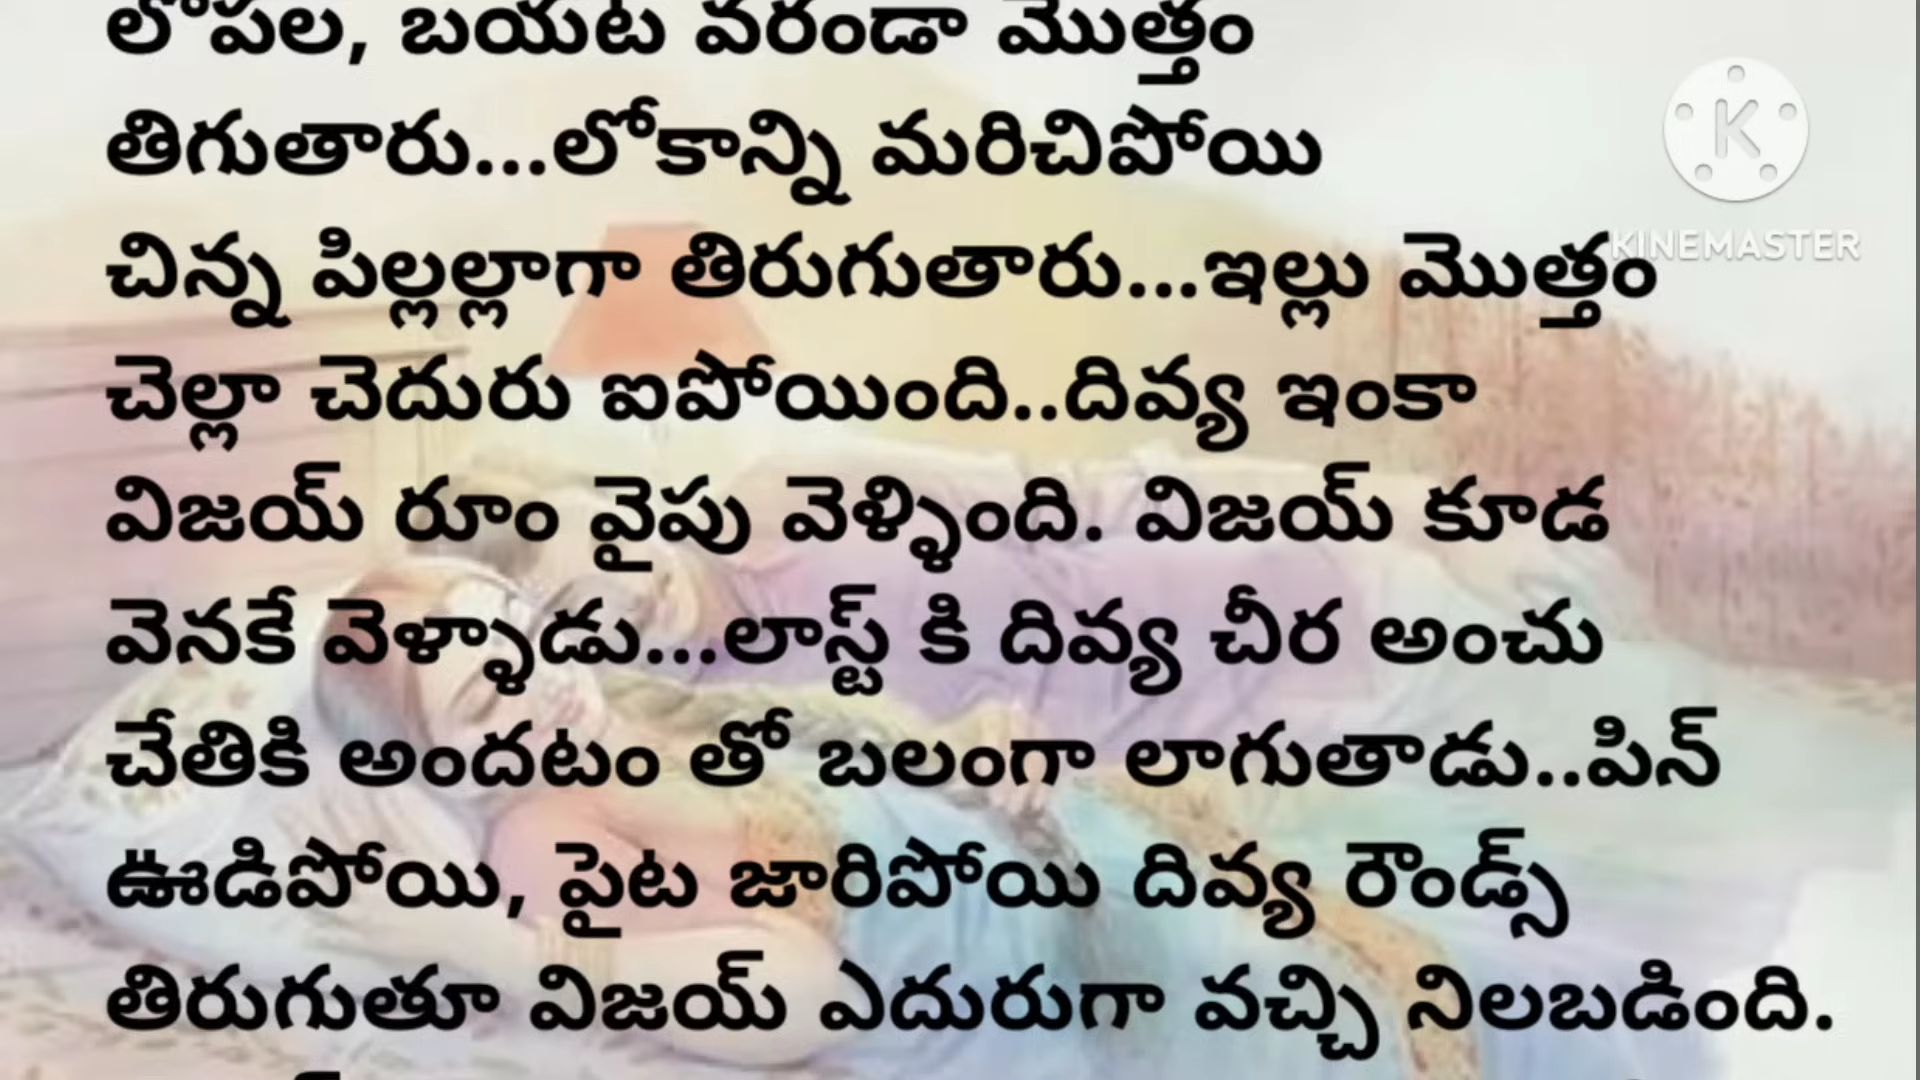 లోపల, బయట వరండా మొత్తం
తిగుతారు...లోకాన్ని మరిచిపోయి
చిన్న పిల్లల్లాగా తిరుగుతారు...ఇల్లు మొత్తం
చెల్లా చెదురు ఐపోయింది..దివ్య ఇంకా
విజయ్ రూం వైపు వెళ్ళింది. విజయ్ కూడ
వెనకే వెళ్ళాడు...లాస్ట్ కి దివ్య చీర అంచు
చేతికి అందటం తో బలంగా లాగుతాడు..పిన్
ఊడిపోయి, పైట జారిపోయి దివ్య రౌండ్స్
తిరుగుతూ విజయ్ ఎదురుగా వచ్చి నిలబడింది.
K
KINEMASTER